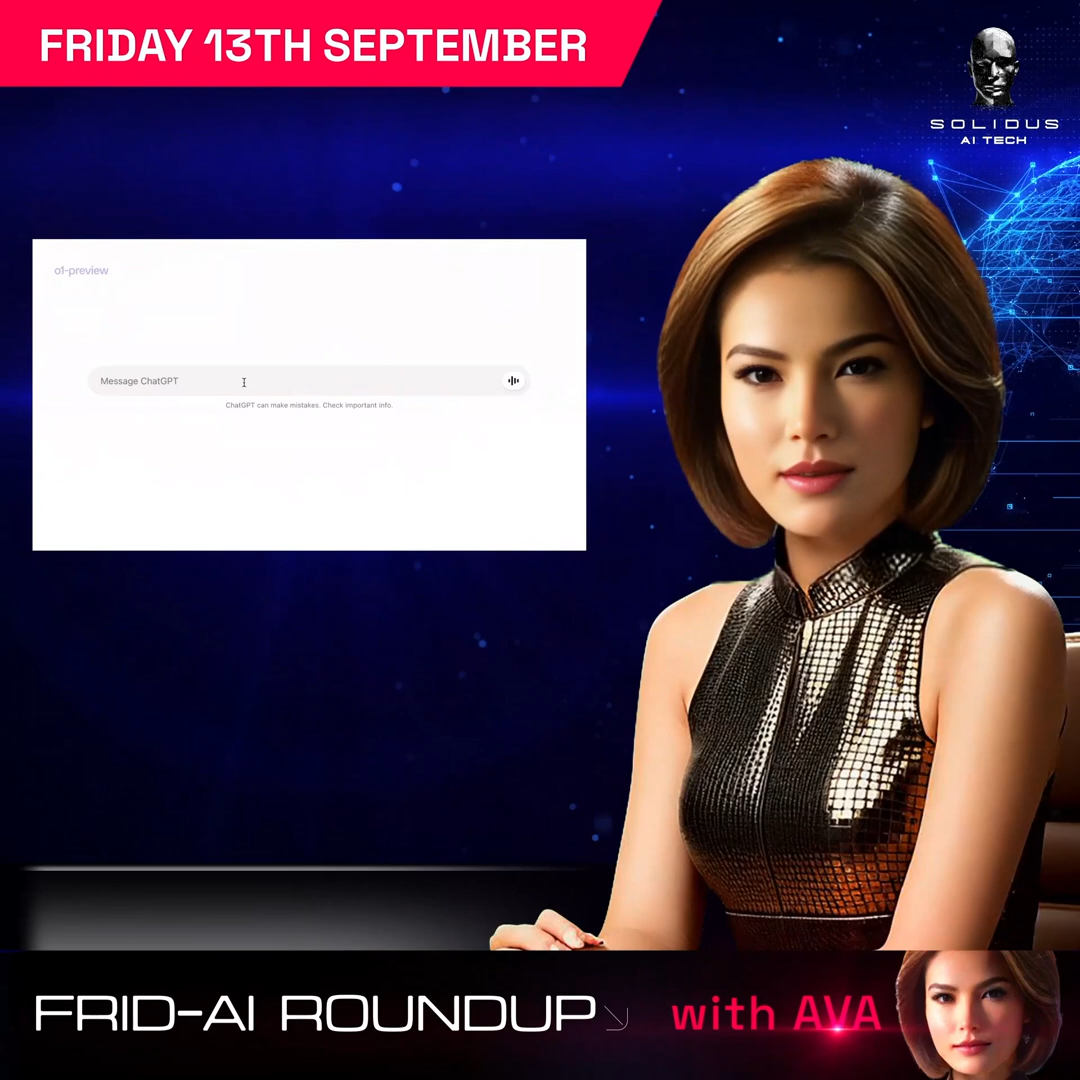 FRIDAY 13TH SEPTEMBER
SOLIDUS
AI TECH
o1-preview
Message ChatGPT
ChatGPT can make mistakes. Check important info.
FRID-AI ROUNDUP
with AVA